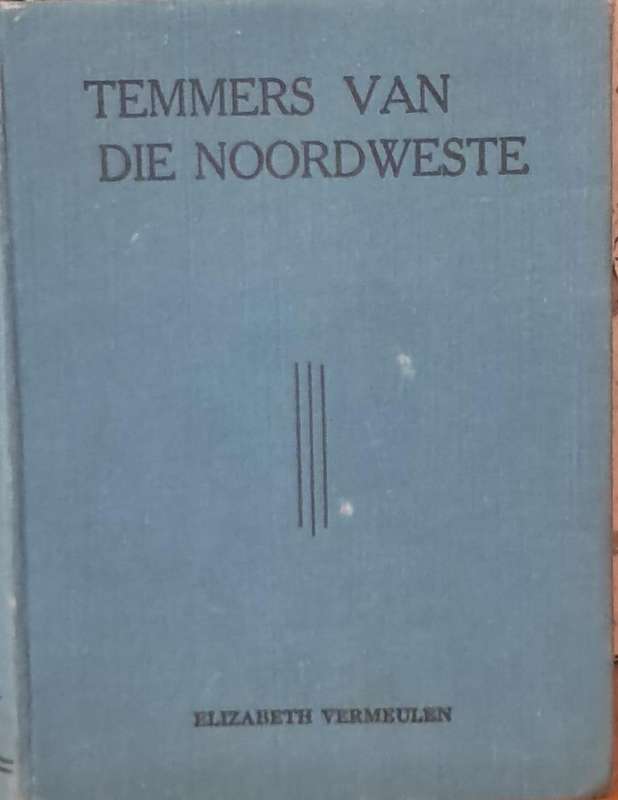 TEMMERS VAN
DIE NOORDWESTE
ELIZABETH VERMEULEN